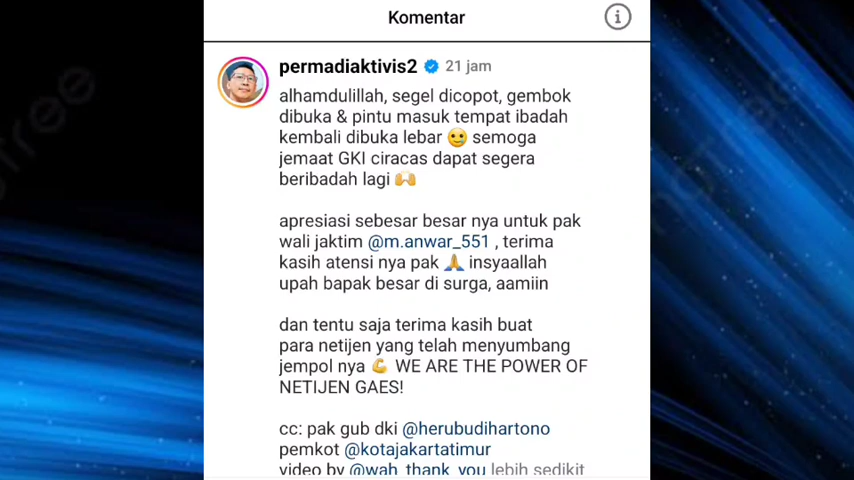 Komentar
permadiaktivis2 21 jam
alhamdulillah, segel dicopot, gembok
dibuka & pintu masuk tempat ibadah
kembali dibuka lebar 🥲 semoga
jemaat GKI ciracas dapat segera
beribadah lagi 🙌
apresiasi sebesar besar nya untuk pak
wali jaktim @m.anwar_551 , terima
kasih atensi nya pak 🙏 insyaallah
upah bapak besar di surga, aamiin
dan tentu saja terima kasih buat
para netijen yang telah menyumbang
jempol nya 💪 WE ARE THE POWER OF
NETIJEN GAES!
cc: pak gub dki @herubudihartono
pemkot @kotajakartatimur
video by @wah_thank_you lebih sedikit